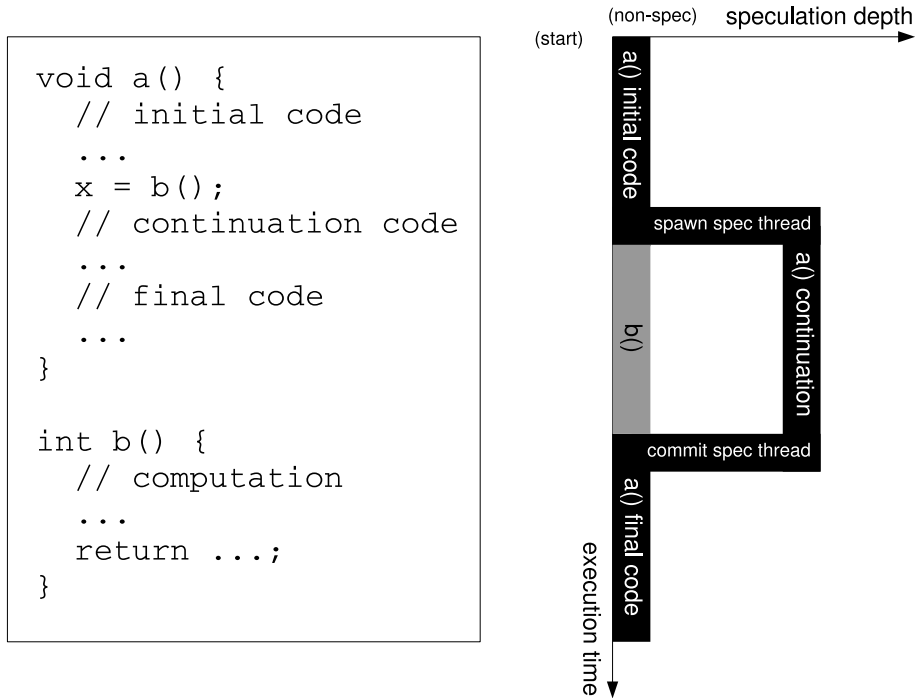 void a() {
// initial code
...
x = b();
// continuation code
...
// final code
...
}
int b() {
// computation
...
return ...;
}
(non-spec)
speculation depth
(start)
a() initial code
spawn spec thread
b()
a() continuation
commit spec thread
a() final code
execution time